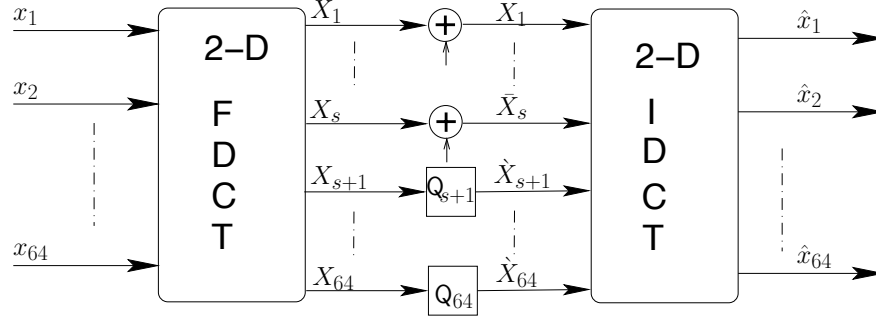 x₁
x₂
x₆₄
2-D
F
D
C
T
X₁
Xₛ
Xₛ₊₁
X₆₄
+
+
Qₛ₊₁
Q₆₄
X₁
X̄ₛ
X̀ₛ₊₁
X̀₆₄
2-D
I
D
C
T
x̂₁
x̂₂
x̂₆₄